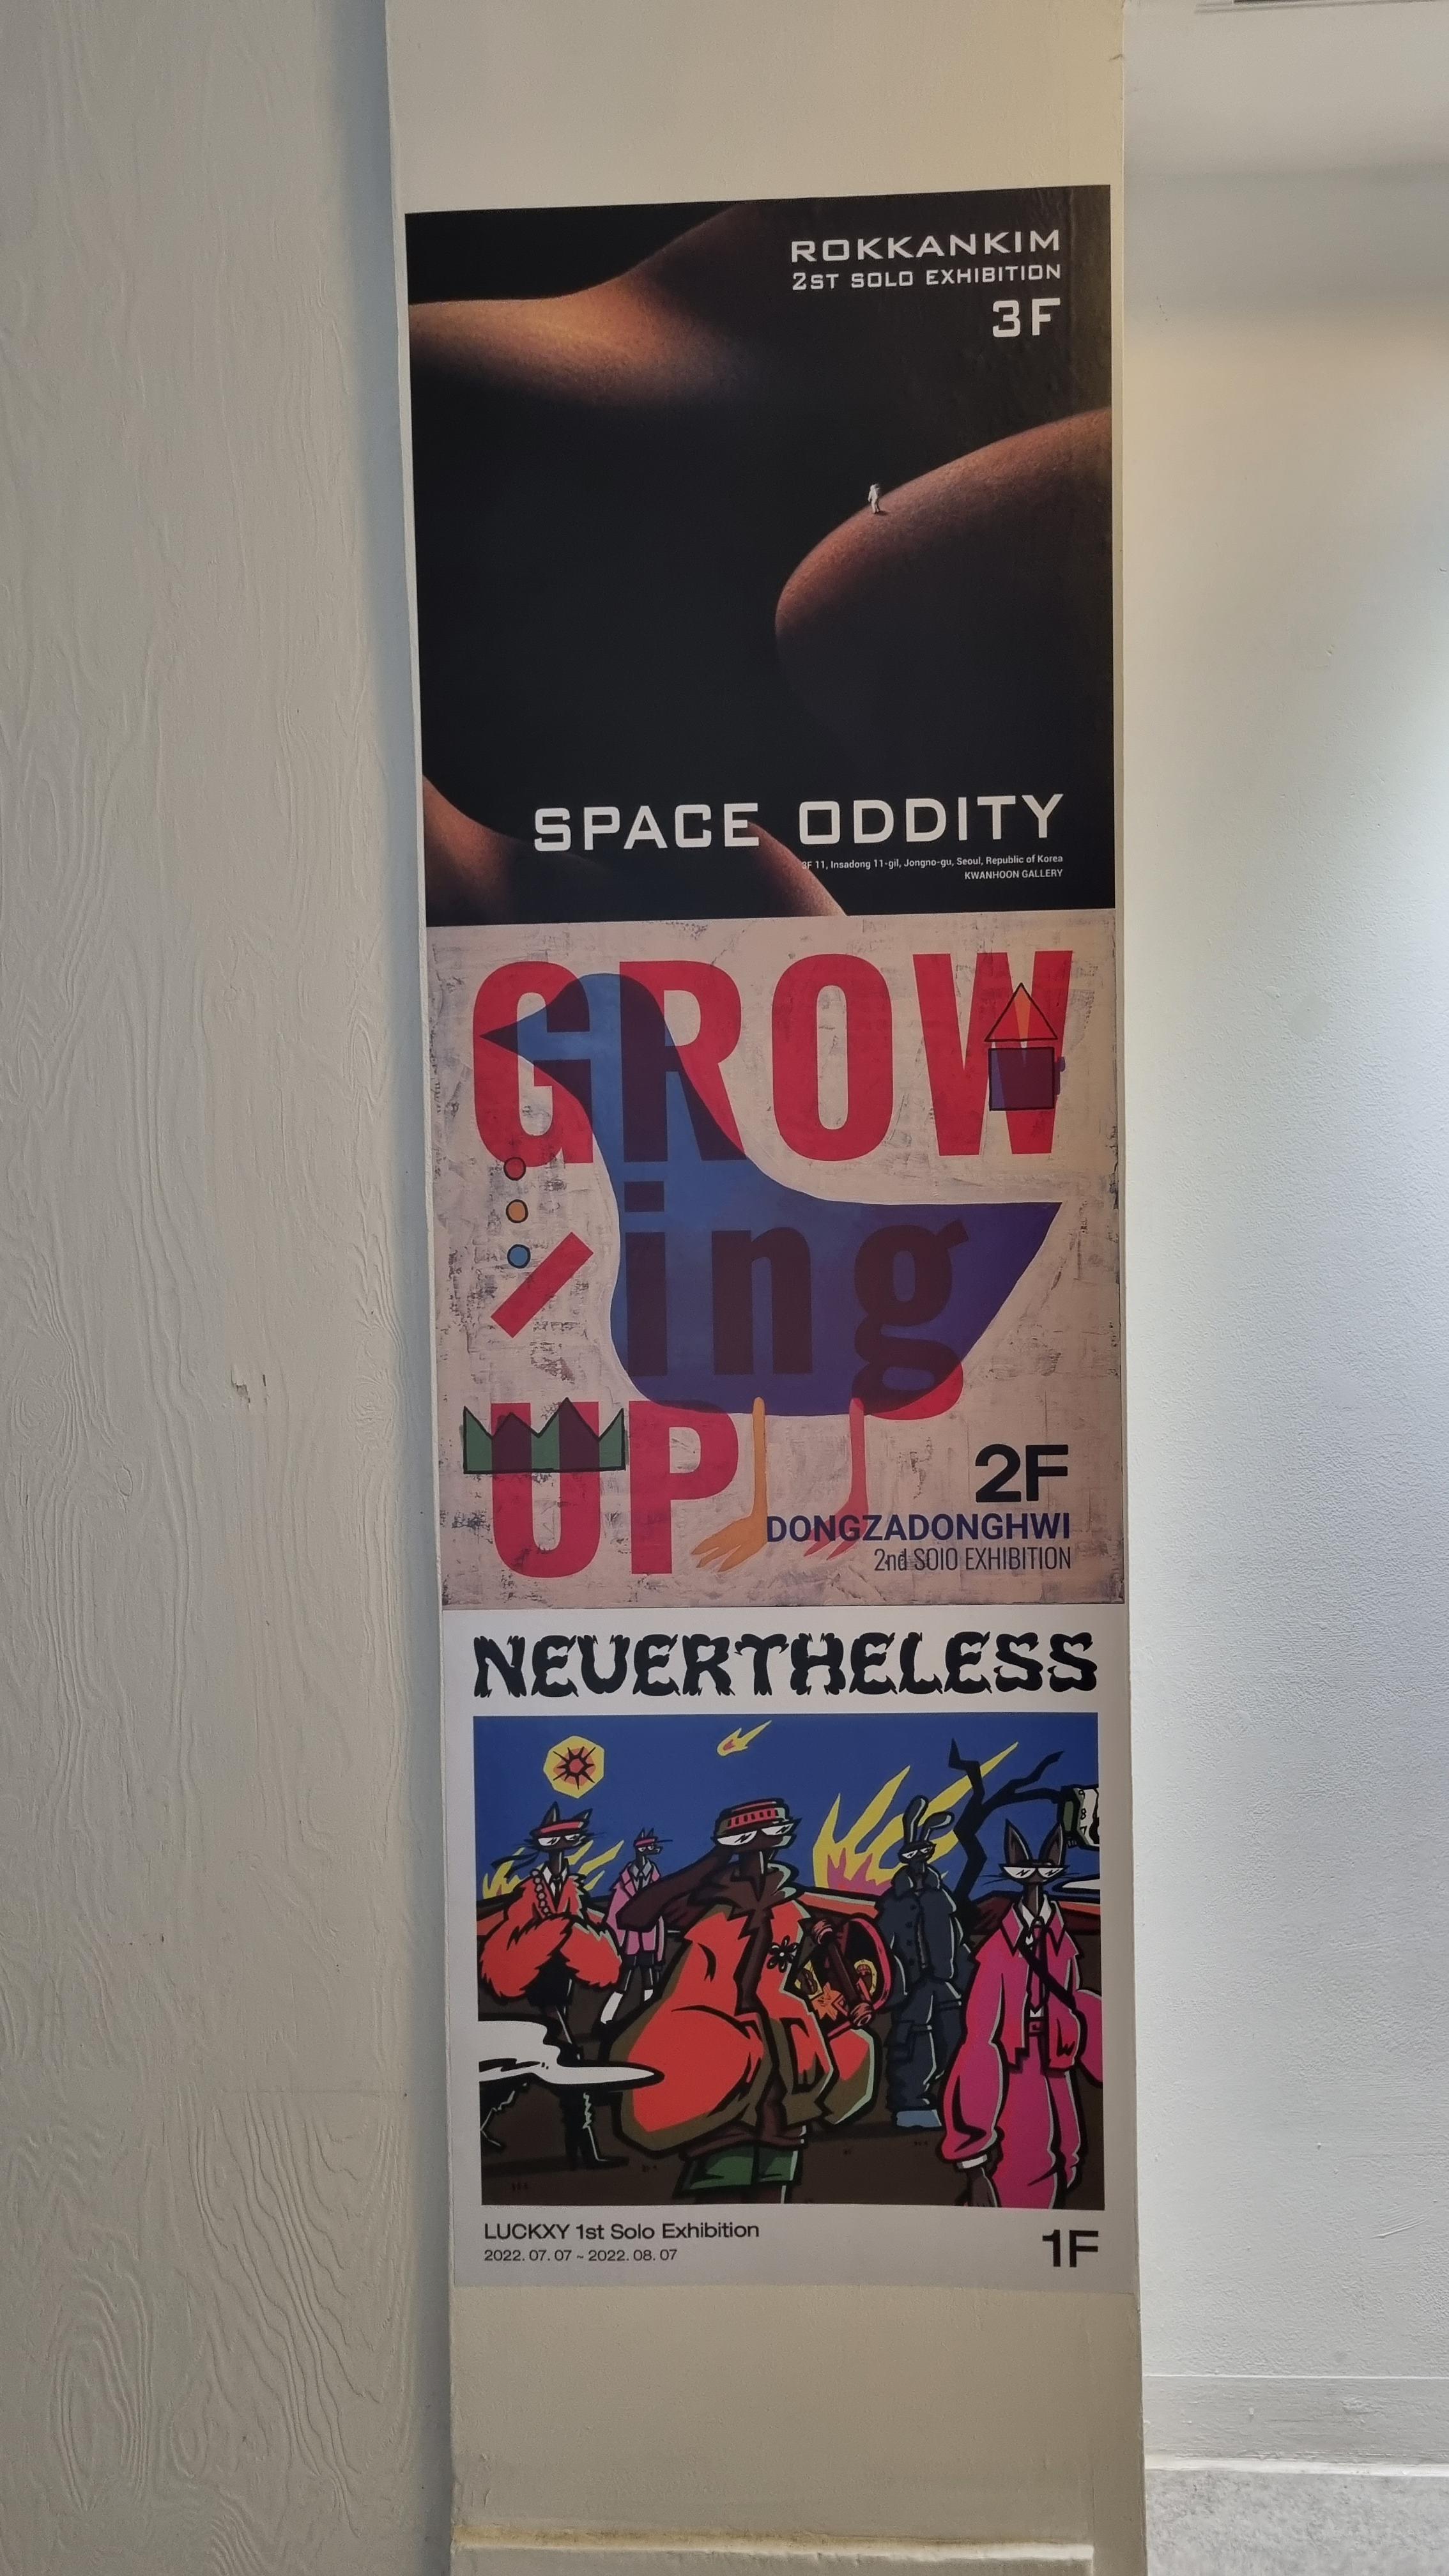 ROKKANKIM
2ST SOLO EXHIBITION
3F
SPACE ODDITY
3F 11, Insadong 11-gil, Jongno-gu, Seoul, Republic of Korea
KWANHOON GALLERY
GROW
ing
UP
2F
DONGZADONGHWI
2nd SOlO EXHIBITION
NEVERTHELESS
8
7
LUCKXY 1st Solo Exhibition
2022. 07. 07 ~ 2022. 08. 07
1F